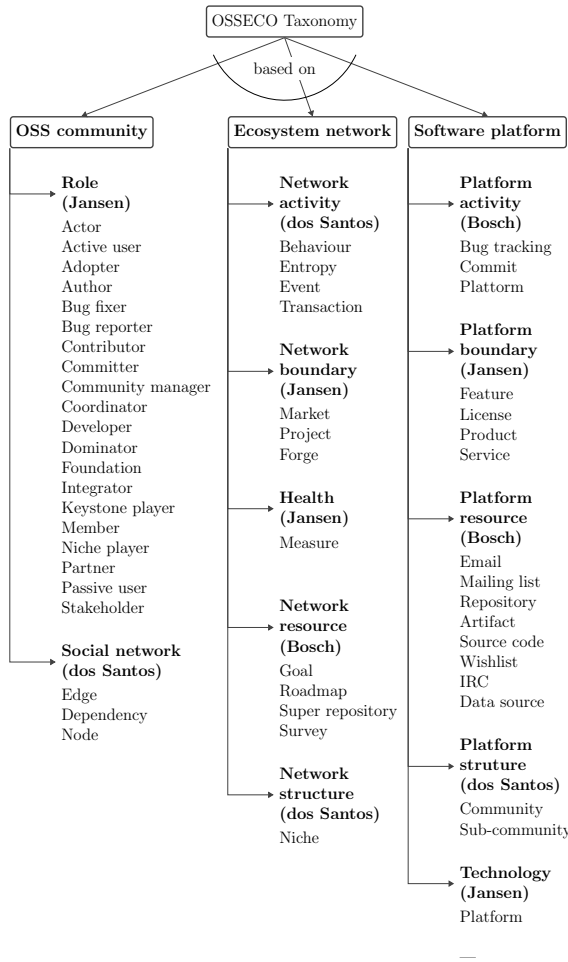 OSSECO Taxonomy
based on
OSS community
Role
(Jansen)
Actor
Active user
Adopter
Author
Bug fixer
Bug reporter
Contributor
Committer
Community manager
Coordinator
Developer
Dominator
Foundation
Integrator
Keystone player
Member
Niche player
Partner
Passive user
Stakeholder
Social network
(dos Santos)
Edge
Dependency
Node
Ecosystem network
Network
activity
(dos Santos)
Behaviour
Entropy
Event
Transaction
Network
boundary
(Jansen)
Market
Project
Forge
Health
(Jansen)
Measure
Network
resource
(Bosch)
Goal
Roadmap
Super repository
Survey
Network
structure
(dos Santos)
Niche
Software platform
Platform
activity
(Bosch)
Bug tracking
Commit
Plattorm
Platform
boundary
(Jansen)
Feature
License
Product
Service
Platform
resource
(Bosch)
Email
Mailing list
Repository
Artifact
Source code
Wishlist
IRC
Data source
Platform
struture
(dos Santos)
Community
Sub-community
Technology
(Jansen)
Platform